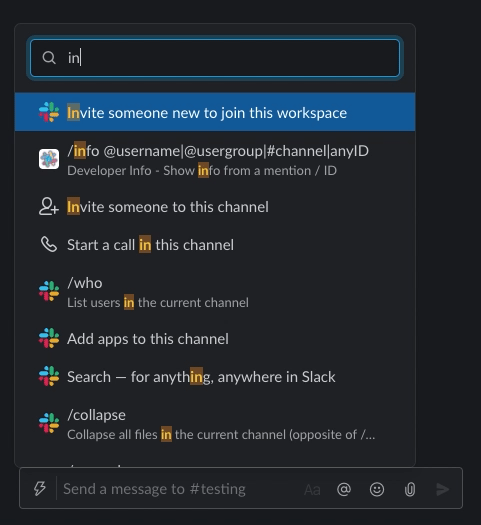 in
Invite someone new to join this workspace
/info @username|@usergroup|#channel|anyID
Developer Info - Show info from a mention / ID
Invite someone to this channel
Start a call in this channel
/who
List users in the current channel
Add apps to this channel
Search — for anything, anywhere in Slack
/collapse
Collapse all files in the current channel (opposite of /...
Send a message to #testing
Aa
@